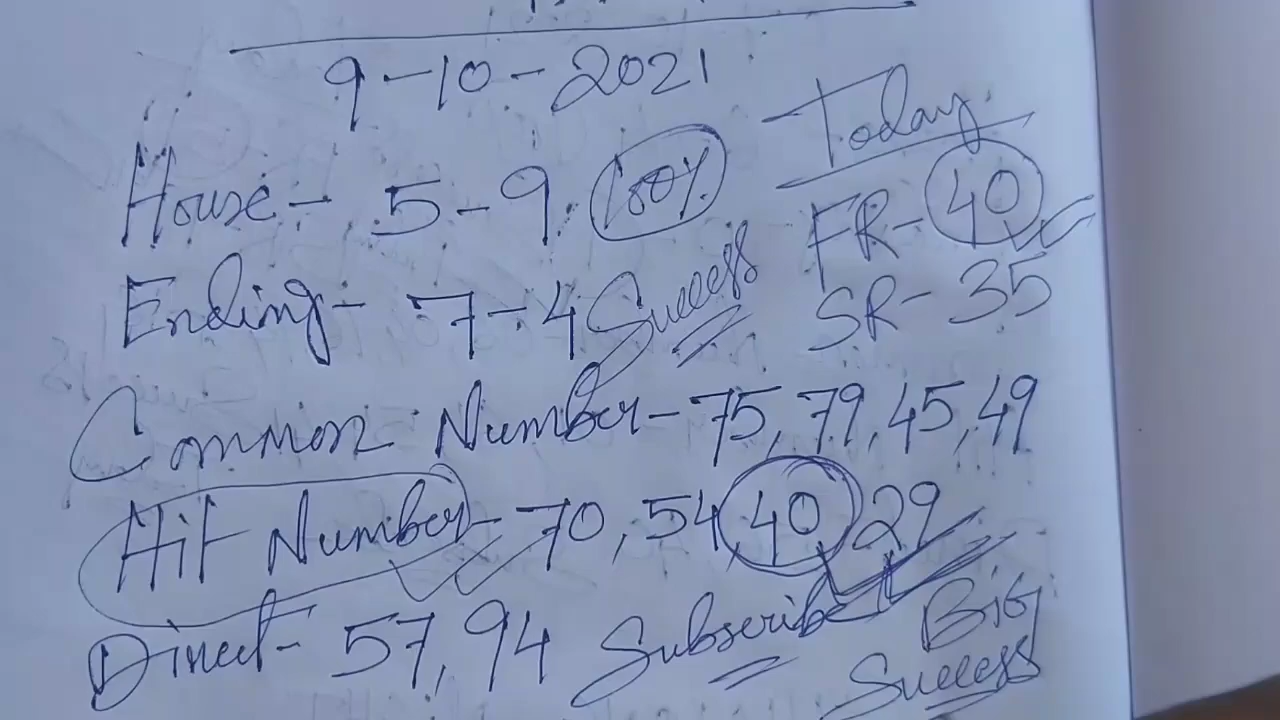 9-10-2021
Today
House- 5-9. 100%
FR- 40
Ending- 7-4 Success
SR- 35
Common Number- 75, 79, 45, 49
Hit Number- 70, 54, 40, 29
Direct- 57, 94 Subscribe Big
Success